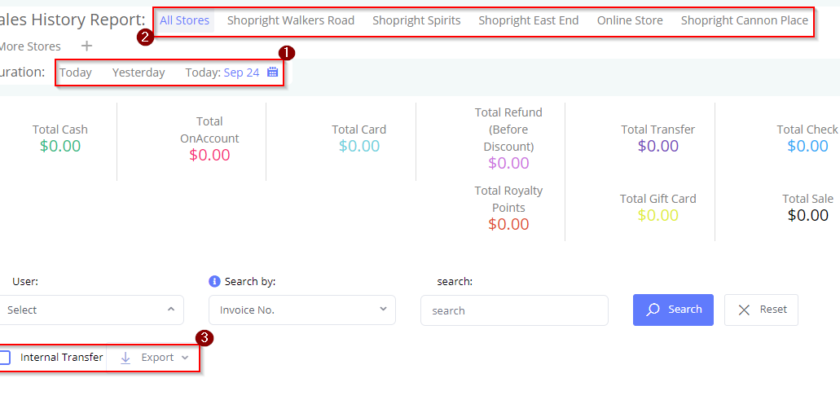 ales History Report: All Stores Shopright Walkers Road Shopright Spirits Shopright East End Online Store Shopright Cannon Place
2
More Stores +
1
uration: Today Yesterday Today: Sep 24
Total Cash
$0.00
Total
OnAccount
$0.00
Total Card
$0.00
Total Refund
(Before
Discount)
$0.00
Total Transfer
$0.00
Total Check
$0.00
Total Royalty
Points
$0.00
Total Gift Card
$0.00
Total Sale
$0.00
User: Search by: search:
Select Invoice No. search Search Reset
3
Internal Transfer Export